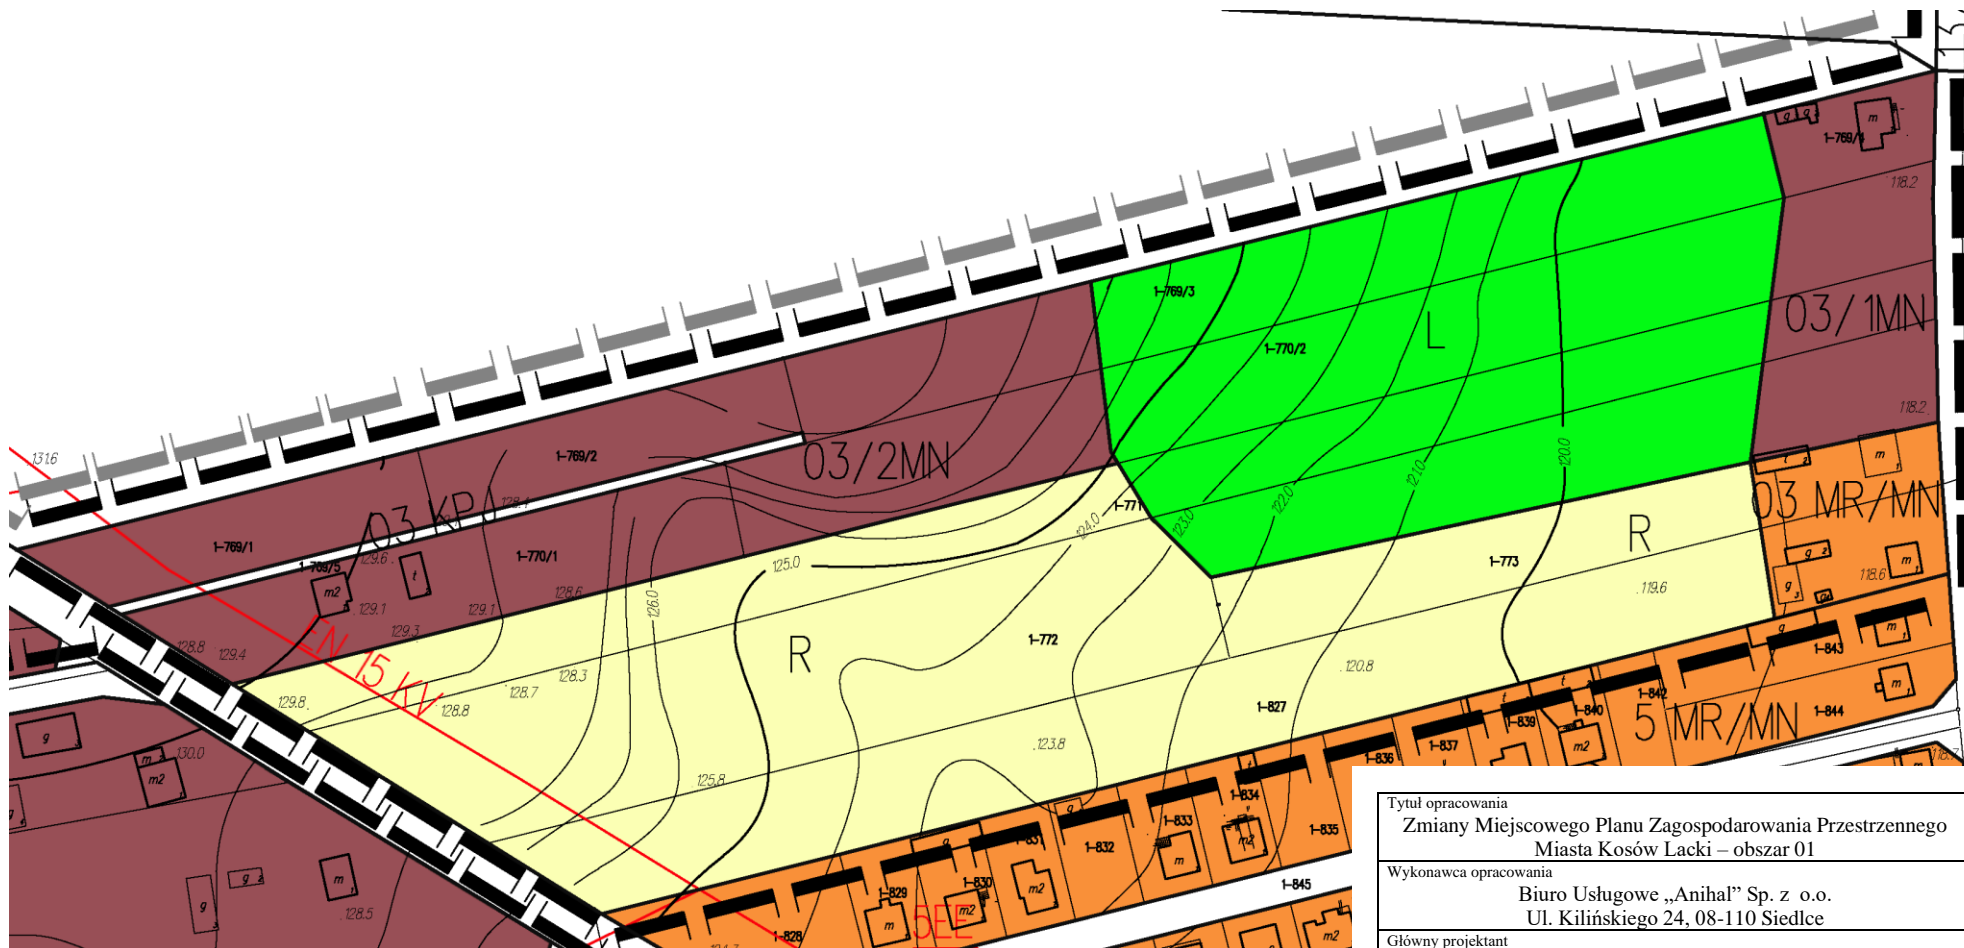 131.6
1-769/4
118.2
1-769/3
03/1MN
1-770/2
L
118.2
1-769/2
03/2MN
128.4
03 KPJ
1-769/1
1-770/1
129.6
1-769/5
m2
t
129.1
129.1
128.6
129.3
128.8
129.4
EN 15 KV
129.8
128.3
128.7
128.8
125.0
126.0
124.0
123.0
122.0
121.0
120.0
1-771
R
1-772
R
1-773
119.6
03 MR/MN
118.6
120.8
1-827
123.8
125.8
130.0
128.5
1-843
1-842
1-844
5 MR/MN
1-840
1-839
1-837
1-836
1-834
1-835
1-833
1-832
1-830
1-829
1-828
1-845
5EE
118.7
Tytuł opracowania
Zmiany Miejscowego Planu Zagospodarowania Przestrzennego
Miasta Kosów Lacki – obszar 01
Wykonawca opracowania
Biuro Usługowe „Anihal” Sp. z o.o.
Ul. Kilińskiego 24, 08-110 Siedlce
Główny projektant